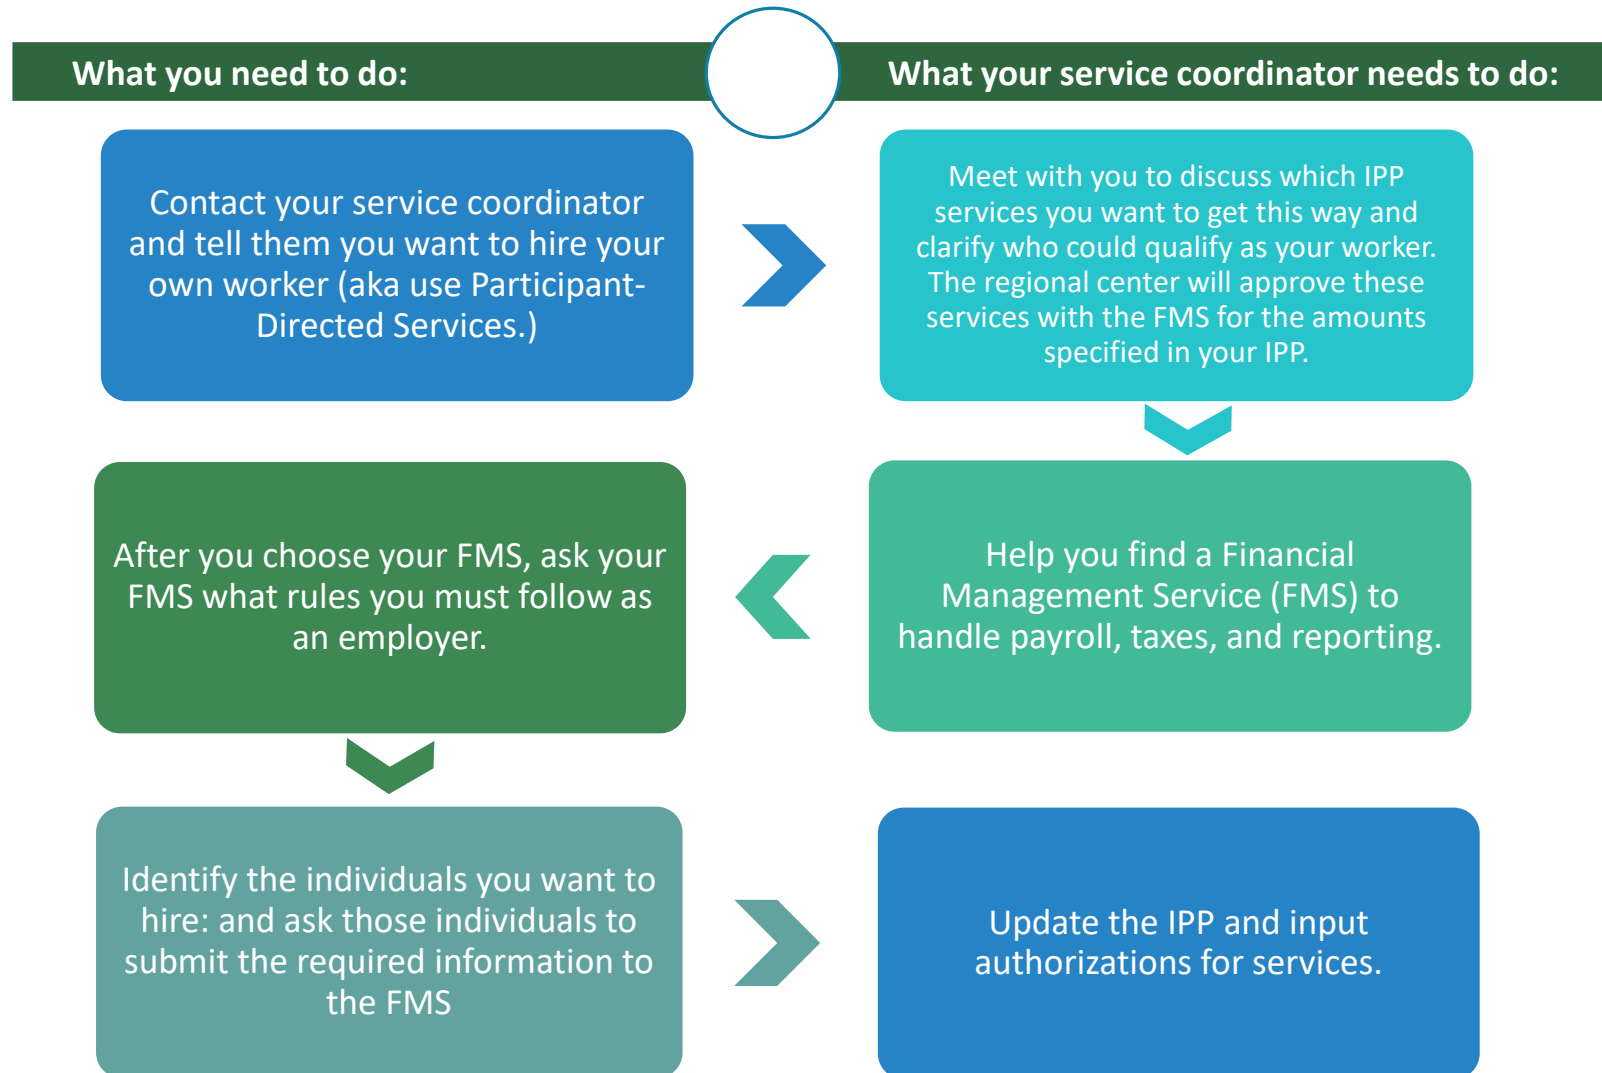 What you need to do:
What your service coordinator needs to do:
Contact your service coordinator
and tell them you want to hire your
own worker (aka use Participant-
Directed Services.)
Meet with you to discuss which IPP
services you want to get this way and
clarify who could qualify as your worker.
The regional center will approve these
services with the FMS for the amounts
specified in your IPP.
Help you find a Financial
Management Service (FMS) to
handle payroll, taxes, and reporting.
After you choose your FMS, ask your
FMS what rules you must follow as
an employer.
Identify the individuals you want to
hire: and ask those individuals to
submit the required information to
the FMS
Update the IPP and input
authorizations for services.